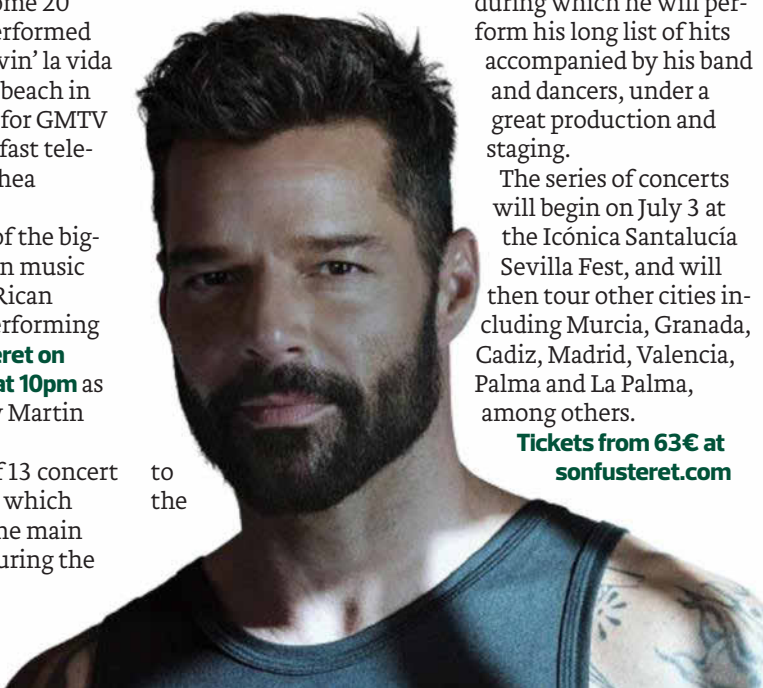 ome 20
erformed
vin’ la vida
beach in
for GMTV
fast tele-
hea
of the big-
n music
Rican
erforming
eret on
at 10pm as
y Martin
f 13 concert to
which the
he main
uring the
during which he will per-
form his long list of hits
accompanied by his band
and dancers, under a
great production and
staging.
The series of concerts
will begin on July 3 at
the Icónica Santalucía
Sevilla Fest, and will
then tour other cities in-
cluding Murcia, Granada,
Cadiz, Madrid, Valencia,
Palma and La Palma,
among others.
Tickets from 63€ at
sonfusteret.com